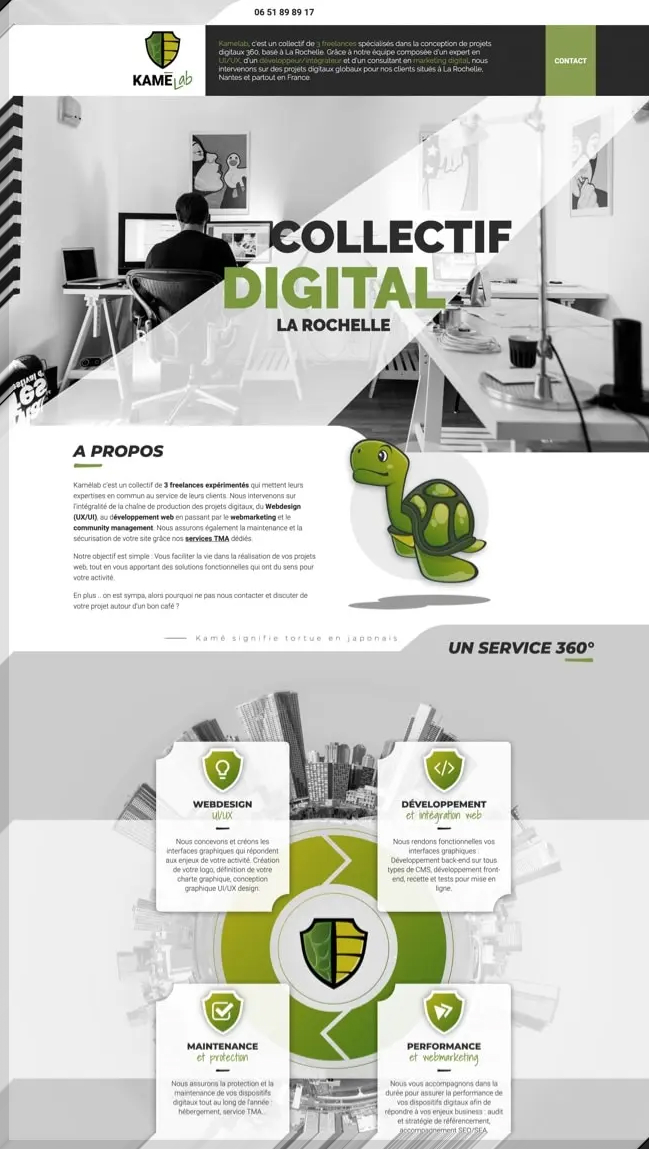 06 51 89 89 17
KAMÉ Lab
Kamélab, c'est un collectif de 3 freelances spécialisés dans la conception de projets
digitaux 360, basé à La Rochelle. Grâce à notre équipe composée d'un expert en
UI/UX, d'un développeur/intégrateur et d'un consultant en marketing digital, nous
intervenons sur des projets digitaux globaux pour nos clients situés à La Rochelle,
Nantes et partout en France.
CONTACT
COLLECTIF
DIGITAL
LA ROCHELLE
A PROPOS
Kamélab c'est un collectif de 3 freelances expérimentés qui mettent leurs
expertises en commun au service de leurs clients. Nous intervenons sur
l'intégralité de la chaîne de production des projets digitaux, du Webdesign
(UX/UI), au développement web en passant par le webmarketing et le
community management. Nous assurons également la maintenance et la
sécurisation de votre site grâce nos services TMA dédiés.
Notre objectif est simple : Vous faciliter la vie dans la réalisation de vos projets
web, tout en vous apportant des solutions fonctionnelles qui ont du sens pour
votre activité.
En plus .. on est sympa, alors pourquoi ne pas nous contacter et discuter de
votre projet autour d'un bon café ?
Kamé signifie tortue en japonais
UN SERVICE 360°
WEBDESIGN
UI/UX
Nous concevons et créons les
interfaces graphiques qui répondent
aux enjeux de votre activité. Création
de votre logo, définition de votre
charte graphique, conception
graphique UI/UX design.
DÉVELOPPEMENT
et intégration web
Nous rendons fonctionnelles vos
interfaces graphiques :
Développement back-end sur tous
types de CMS, développement front-
end, recette et tests pour mise en
ligne.
MAINTENANCE
et protection
Nous assurons la protection et la
maintenance de vos dispositifs
digitaux tout au long de l'année :
hébergement, service TMA...
PERFORMANCE
et webmarketing
Nous vous accompagnons dans la
durée pour assurer la performance de
vos dispositifs digitaux afin de
répondre à vos enjeux business : audit
et stratégie de référencement,
accompagnement SEO/SEA